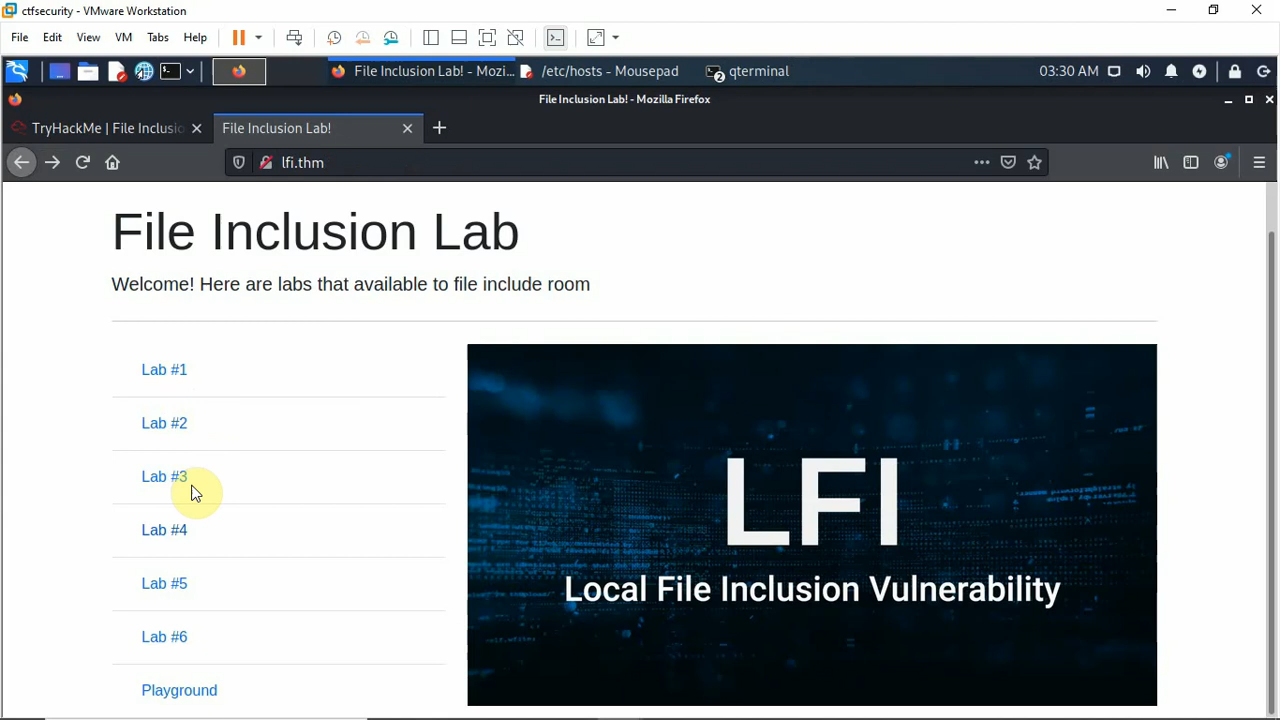 ctfsecurity - VMware Workstation
File Edit View VM Tabs Help
File Inclusion Lab! - Mozi... /etc/hosts - Mousepad 2 qterminal 03:30 AM
File Inclusion Lab! - Mozilla Firefox
TryHackMe | File Inclusio File Inclusion Lab!
lfi.thm
File Inclusion Lab
Welcome! Here are labs that available to file include room
Lab #1
Lab #2
Lab #3
Lab #4
Lab #5
Lab #6
Playground
LFI
Local File Inclusion Vulnerability